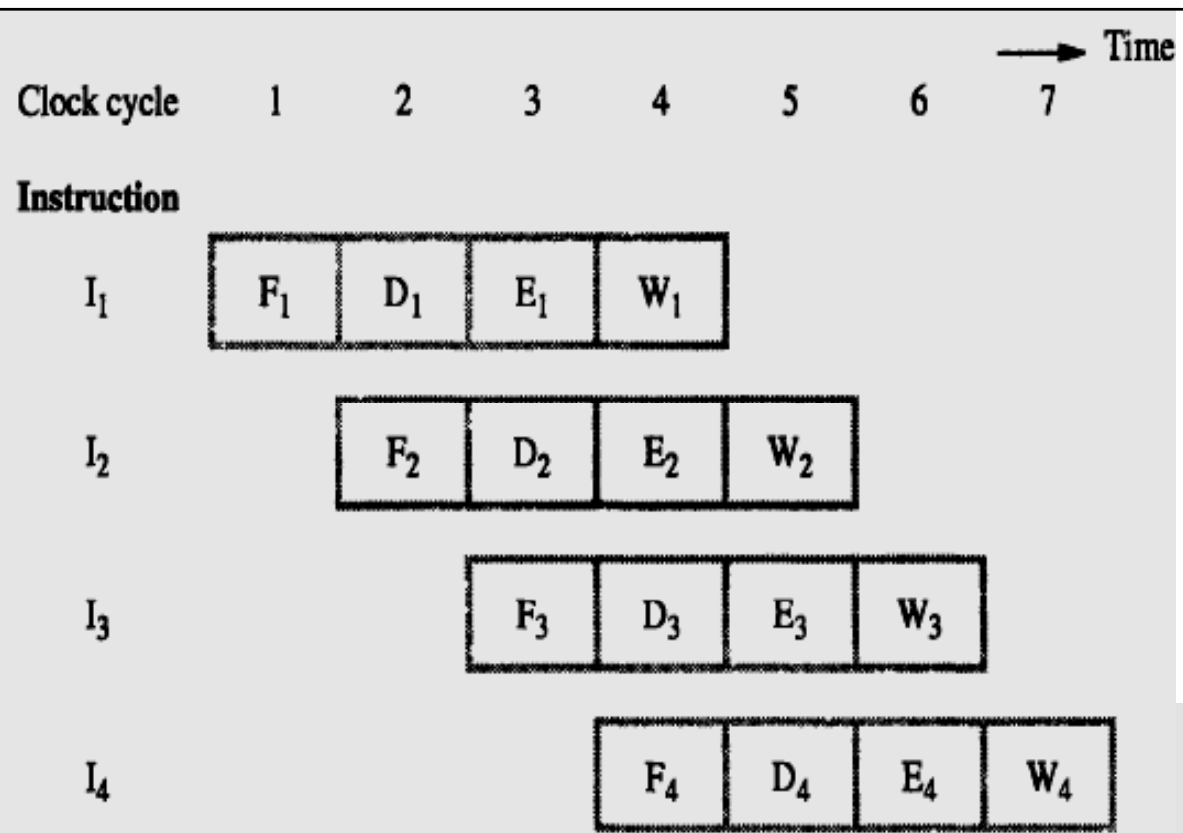 Time
Clock cycle 1 2 3 4 5 6 7
Instruction
I₁ F₁ D₁ E₁ W₁
I₂ F₂ D₂ E₂ W₂
I₃ F₃ D₃ E₃ W₃
I₄ F₄ D₄ E₄ W₄